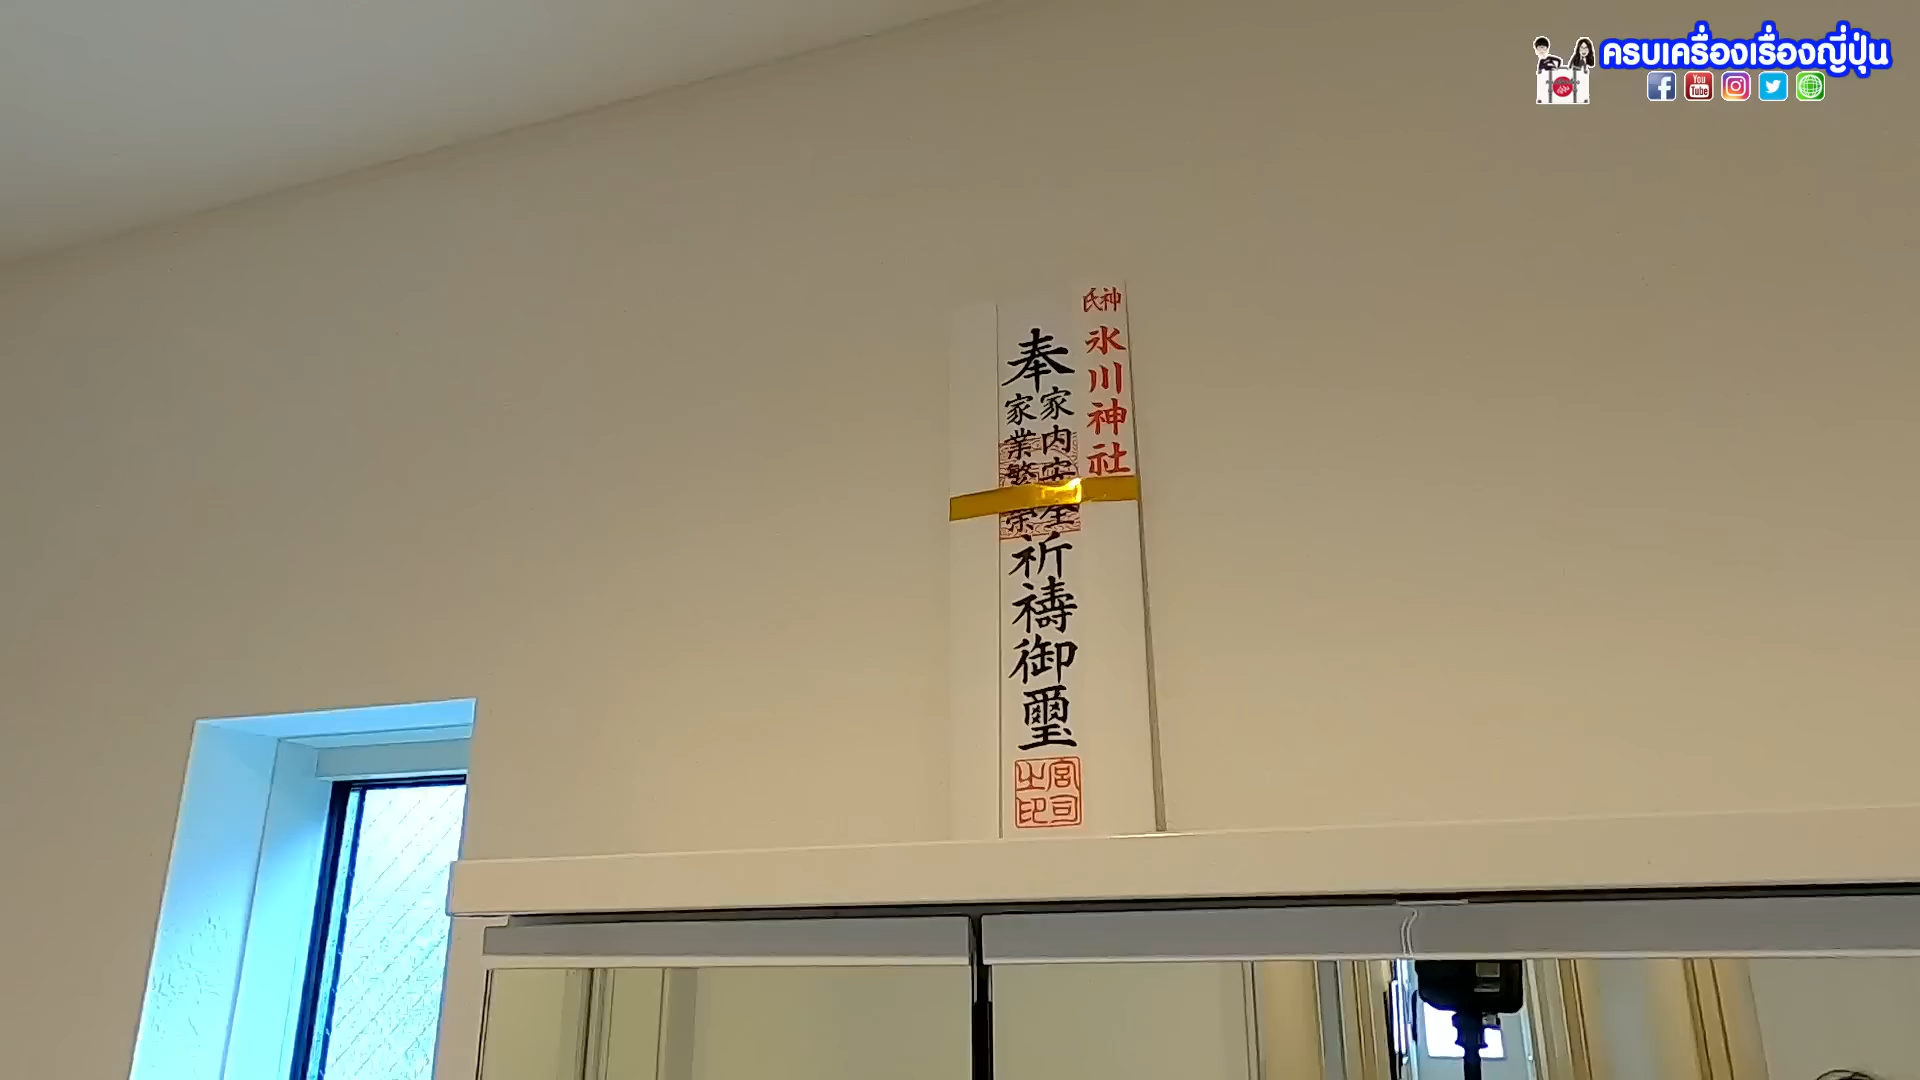 ครบเครื่องเรื่องญี่ปุ่น
You Tube
氏神
氷川神社
奉
家内安全
家業繁栄
祈禱御璽
宮司之印